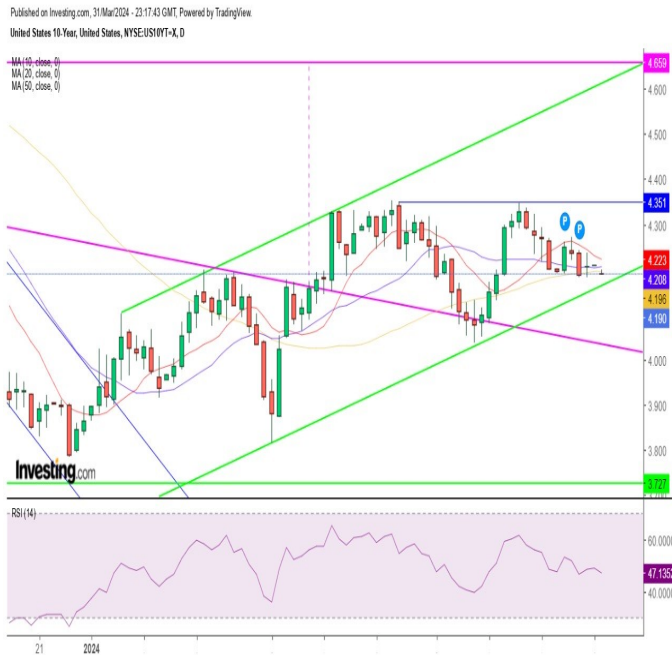 Published on Investing.com, 31/Mar/2024 - 23:17:43 GMT, Powered by TradingView.
United States 10-Year, United States, NYSE:US10YT=X, D
MA (10, close, 0)
MA (20, close, 0)
MA (50, close, 0)
4.659
4.600
4.500
4.400
4.351
4.300
P P
4.223
4.208
4.196
4.190
4.000
3.900
3.800
Investing.com
3.727
RSI (14)
60.0000
47.135
40.0000
21 2024